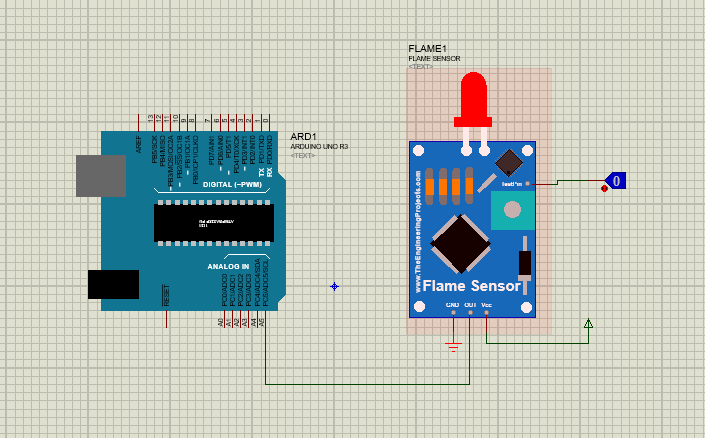 FLAME1
FLAME SENSOR
<TEXT>
ARD1
ARDUINO UNO R3
<TEXT>
AREF
13
12
11
10
9
8
7
6
5
4
3
2
1
0
PB5/SCK
PB4/MISO
PB3/MOSI/OC2A
PB2/SS/OC1B
PB1/OC1A
PB0/ICP1/CLKO
PD7/AIN1
PD6/AIN0
PD5/T1
PD4/T0/XCK
PD3/INT1
PD2/INT0
PD1/TXD
PD0/RXD
TX
RX
DIGITAL (~PWM)
ANALOG IN
RESET
PC0/ADC0
PC1/ADC1
PC2/ADC2
PC3/ADC3
PC4/ADC4/SDA
PC5/ADC5/SCL
A0
A1
A2
A3
A4
A5
www.TheEngineeringProjects.com
TestPin
0
Flame Sensor
GND OUT Vcc